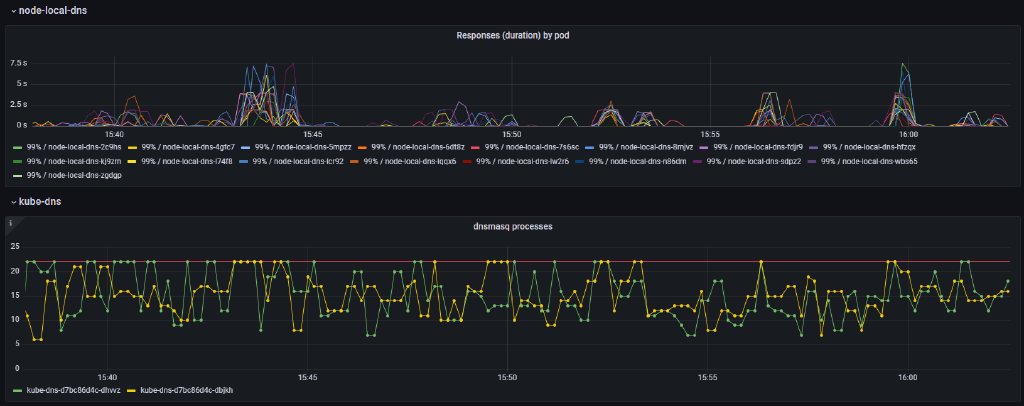 node-local-dns
Responses (duration) by pod
7.5 s
5 s
2.5 s
0 s
15:40 15:45 15:50 15:55 16:00
99% / node-local-dns-2c9hs 99% / node-local-dns-4gfc7 99% / node-local-dns-5mpzz 99% / node-local-dns-6df8z 99% / node-local-dns-7s6sc 99% / node-local-dns-8mjvz 99% / node-local-dns-fdjr9 99% / node-local-dns-hfzqx
99% / node-local-dns-kj9zm 99% / node-local-dns-l74f8 99% / node-local-dns-lcr92 99% / node-local-dns-lqqx6 99% / node-local-dns-lw2r6 99% / node-local-dns-n86dm 99% / node-local-dns-sdpz2 99% / node-local-dns-wbs65
99% / node-local-dns-zgdgp
kube-dns
i
dnsmasq processes
25
20
15
10
5
0
15:40 15:45 15:50 15:55 16:00
kube-dns-d7bc86d4c-dhvvz kube-dns-d7bc86d4c-dbjkh